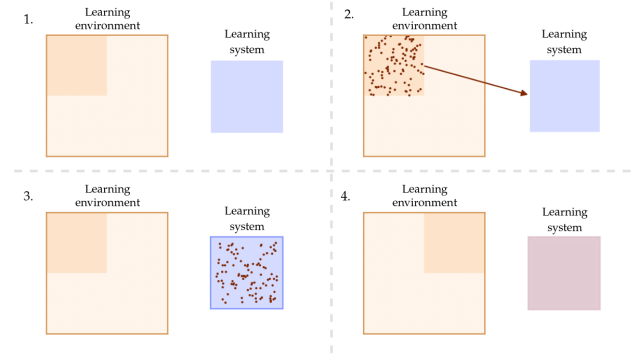 1.
Learning
environment
Learning
system
2.
Learning
environment
Learning
system
3.
Learning
environment
Learning
system
4.
Learning
environment
Learning
system